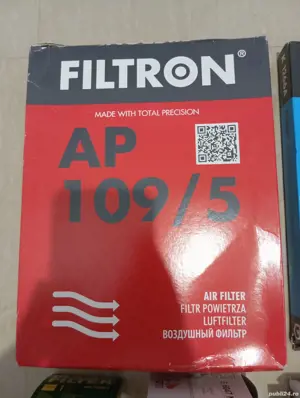 FILTRON®
MADE WITH TOTAL PRECISION
AP
109/5
AIR FILTER
FILTR POWIETRZA
LUFTFILTER
ВОЗДУШНЫЙ ФИЛЬТР
publi24.ro